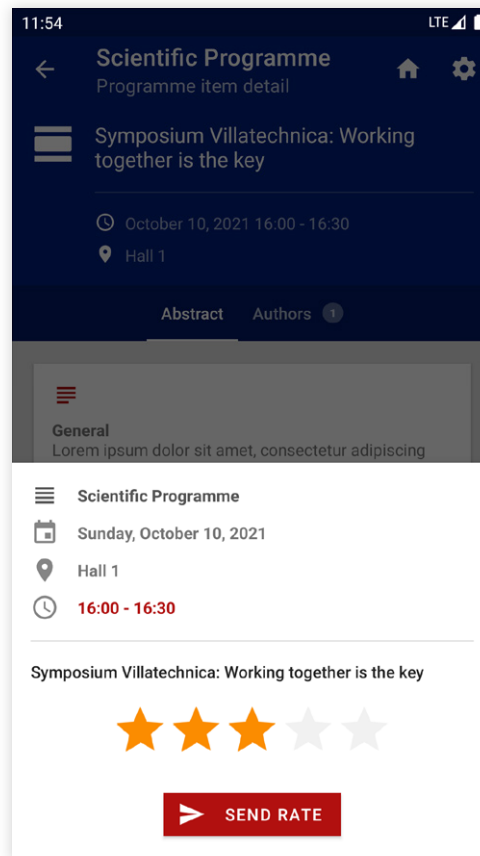 11:54
LTE
Scientific Programme
Programme item detail
Symposium Villatechnica: Working
together is the key
October 10, 2021 16:00 - 16:30
Hall 1
Abstract Authors 1
General
Lorem ipsum dolor sit amet, consectetur adipiscing
Scientific Programme
Sunday, October 10, 2021
Hall 1
16:00 - 16:30
Symposium Villatechnica: Working together is the key
SEND RATE